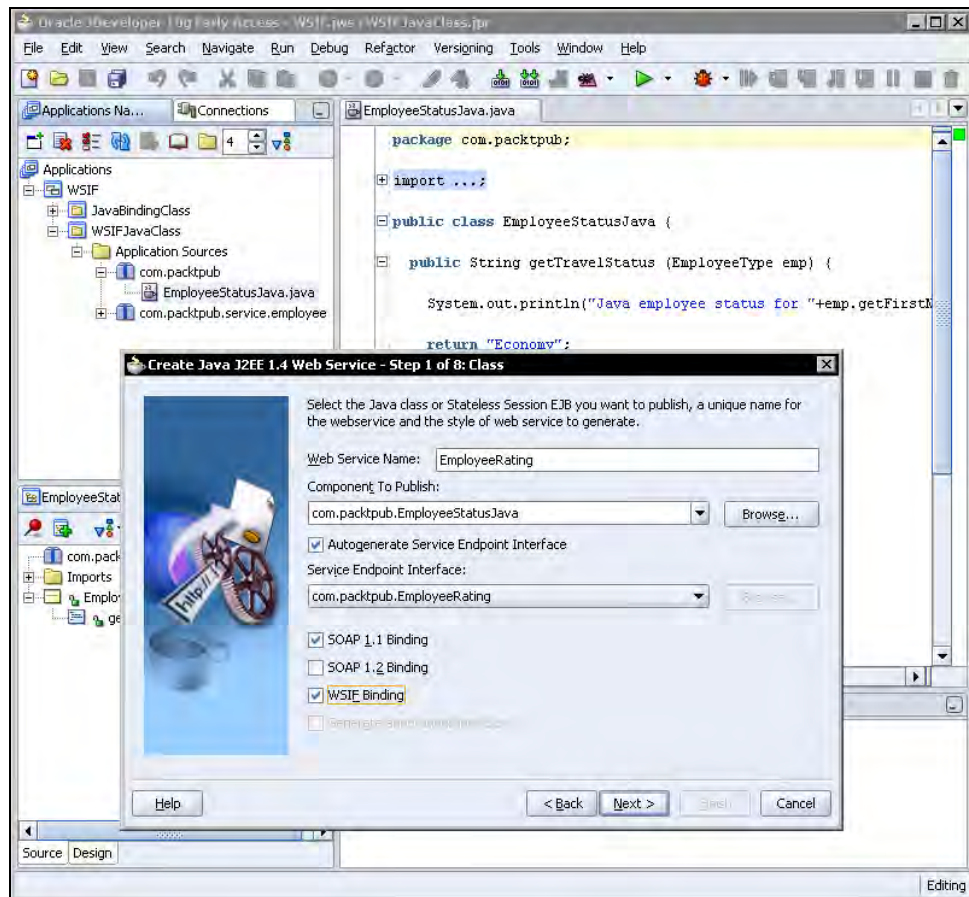 Oracle JDeveloper 10g Early Access - WSIF.jws : WSIF JavaClass.jpr
File Edit View Search Navigate Run Debug Refactor Versioning Tools Window Help
Applications Na... Connections
EmployeeStatusJava.java
4
package com.packtpub;
Applications
import ...;
WSIF
JavaBindingClass
public class EmployeeStatusJava {
WSIFJavaClass
Application Sources
public String getTravelStatus (EmployeeType emp) {
com.packtpub
EmployeeStatusJava.java
System.out.println("Java employee status for "+emp.getFirstN
com.packtpub.service.employee
return "Economy";
Create Java J2EE 1.4 Web Service - Step 1 of 8: Class
Select the Java class or Stateless Session EJB you want to publish, a unique name for
the webservice and the style of web service to generate.
Web Service Name: EmployeeRating
Component To Publish:
com.packtpub.EmployeeStatusJava Browse...
Autogenerate Service Endpoint Interface
Service Endpoint Interface:
com.packtpub.EmployeeRating Browse...
SOAP 1.1 Binding
SOAP 1.2 Binding
WSIF Binding
http://
EmployeeStat
com.pack
Imports
Emplo
ge
Help < Back Next > Finish Cancel
Source Design
Editing